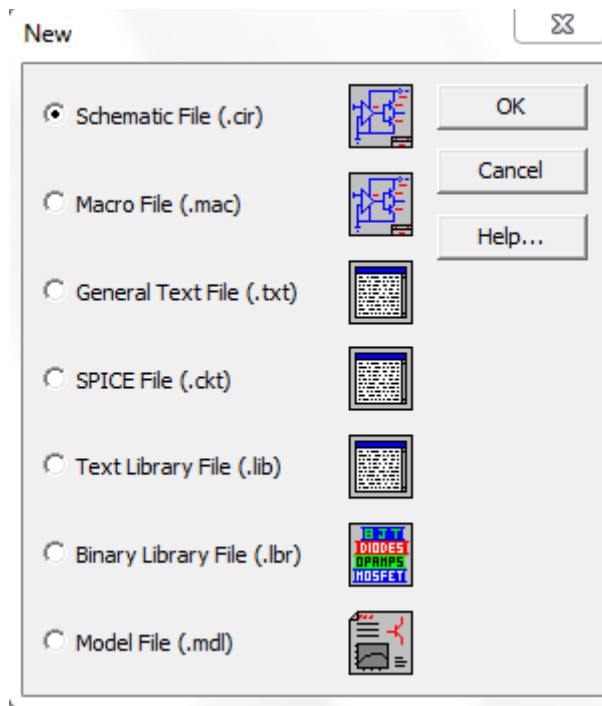 New
Schematic File (.cir)
OK
Macro File (.mac)
Cancel
Help...
General Text File (.txt)
SPICE File (.ckt)
Text Library File (.lib)
Binary Library File (.lbr)
BJT
DIODES
OPAMPS
MOSFET
Model File (.mdl)